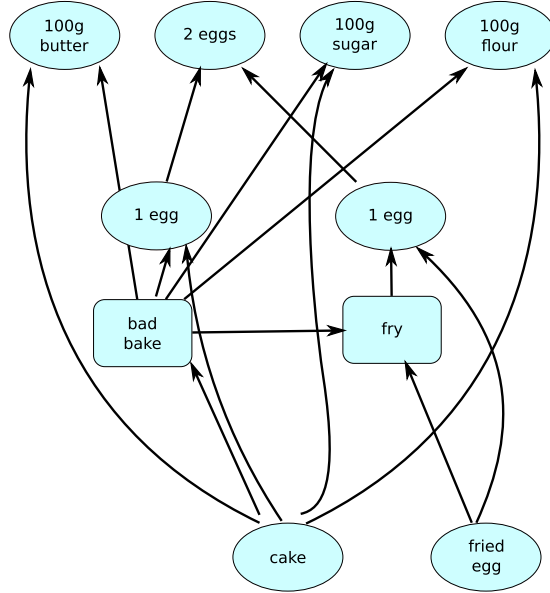 100g
butter
2 eggs
100g
sugar
100g
flour
1 egg
1 egg
bad
bake
fry
cake
fried
egg